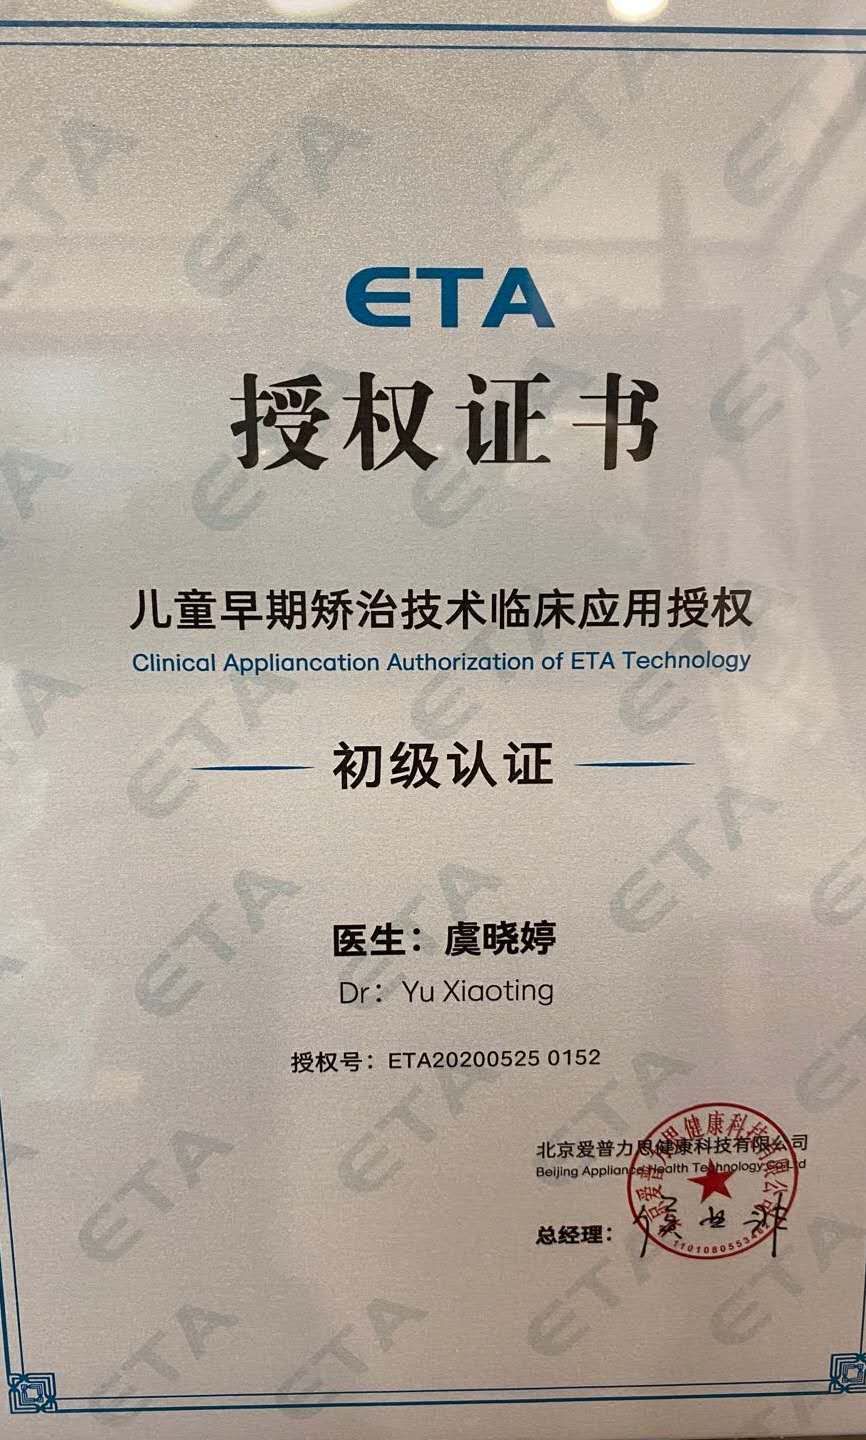 ETA
授权证书
儿童早期矫治技术临床应用授权
Clinical Appliancation Authorization of ETA Technology
初级认证
医生：虞晓婷
Dr：Yu Xiaoting
授权号：ETA20200525 0152
北京爱普力思健康科技有限公司
Beijing Appliance Health Technology Co Ltd
总经理：